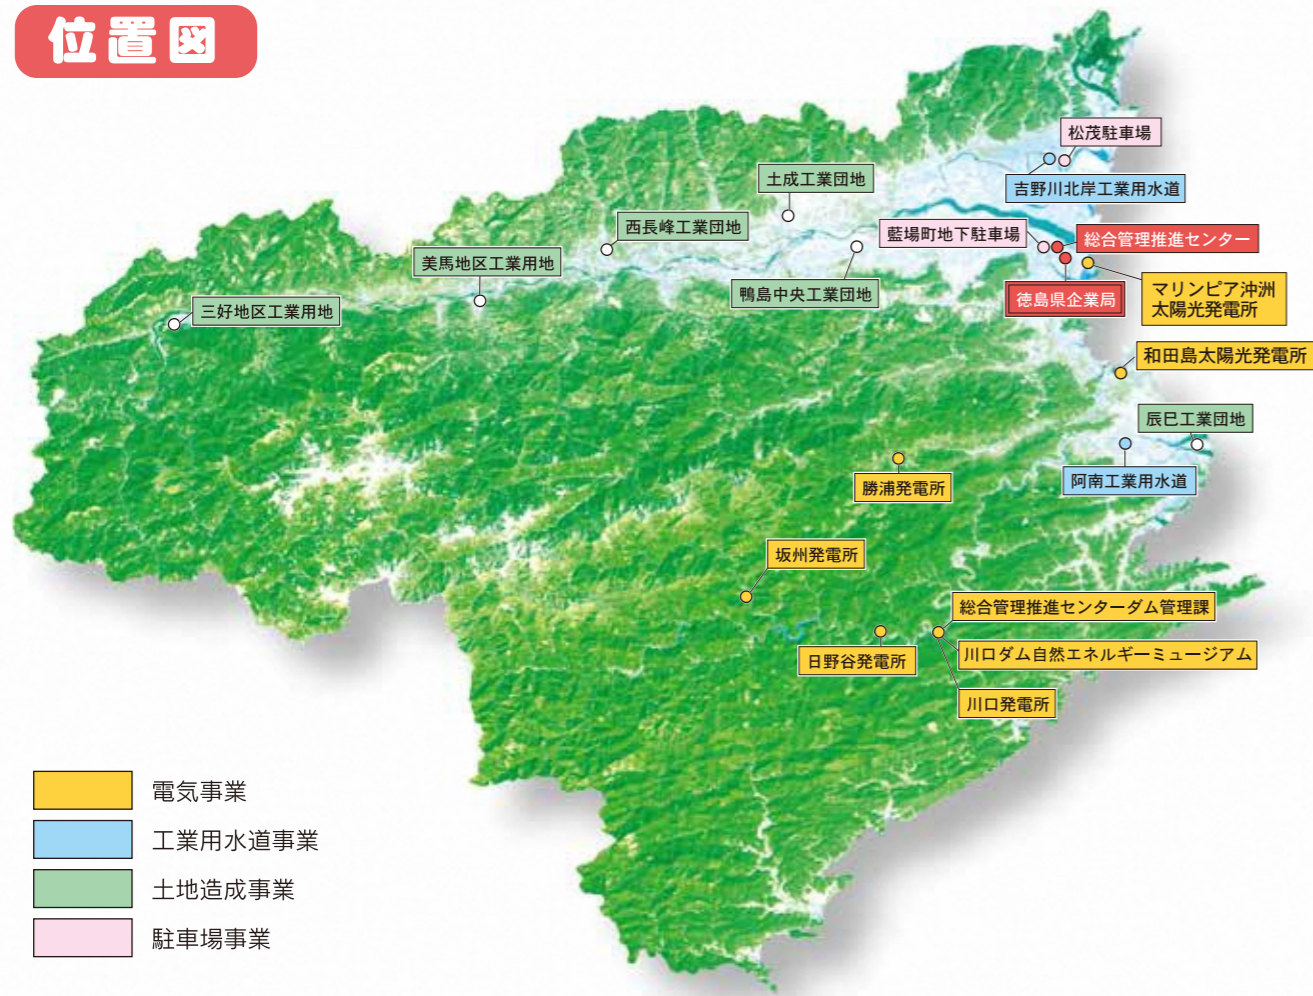 位置図
松茂駐車場
吉野川北岸工業用水道
土成工業団地
西長峰工業団地
藍場町地下駐車場
総合管理推進センター
美馬地区工業用地
鴨島中央工業団地
徳島県企業局
マリンピア沖洲
太陽光発電所
三好地区工業用地
和田島太陽光発電所
辰巳工業団地
勝浦発電所
阿南工業用水道
坂州発電所
総合管理推進センターダム管理課
日野谷発電所
川口ダム自然エネルギーミュージアム
川口発電所
電気事業
工業用水道事業
土地造成事業
駐車場事業